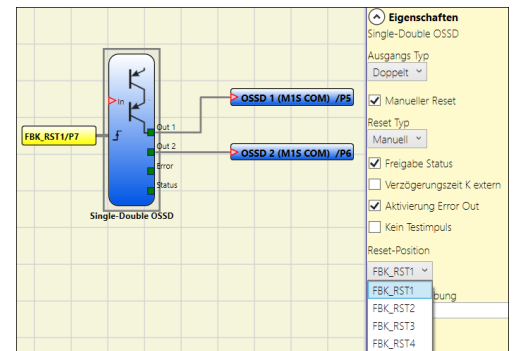 Eigenschaften
Single-Double OSSD
Ausgangs Typ
Doppelt
Manueller Reset
Reset Typ
Manuell
Freigabe Status
Verzögerungszeit K extern
Aktivierung Error Out
Kein Testimpuls
Reset-Position
FBK_RST1
FBK_RST1
bung
FBK_RST2
FBK_RST3
FBK_RST4
In
FBK_RST1/P7
Out 1
Out 2
Error
Status
Single-Double OSSD
OSSD 1 (M1S COM) /P5
OSSD 2 (M1S COM) /P6